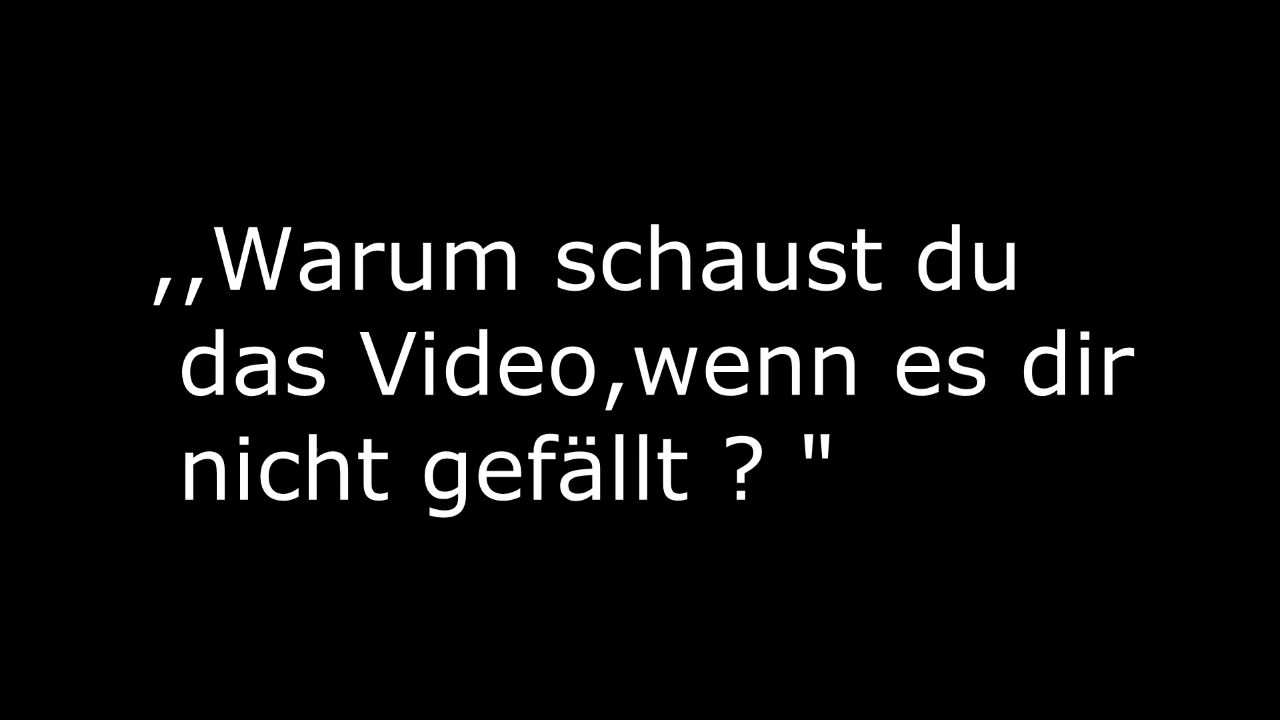 ,,Warum schaust du
das Video,wenn es dir
nicht gefällt ? "